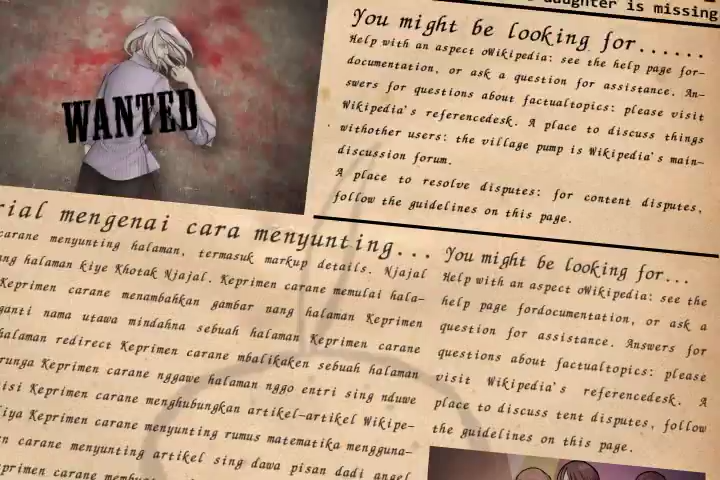 daughter is missing
WANTED
You might be looking for......
Help with an aspect oWikipedia: see the help page for-
documentation, or ask a question for assistance. An-
swers for questions about factualtopics: please visit
Wikipedia's referencedesk. A place to discuss things
withother users: the village pump is Wikipedia's main-
discussion forum.
A place to resolve disputes: for content disputes,
follow the guidelines on this page.
rial mengenai cara menyunting...
carane menyunting halaman, termasuk markup details. Njajal
ng halaman kiye Khotak Njajal. Keprimen carane memulai hala-
Keprimen carane menambahkan gambar nang halaman Keprimen
ganti nama utawa mindahna sebuah halaman Keprimen carane
halaman redirect Keprimen carane mbalikaken sebuah halaman
runga Keprimen carane nggawe halaman nggo entri sing nduwe
isi Keprimen carane menghubungkan artikel-artikel Wikipe-
iya Keprimen carane menyunting rumus matematika mengguna-
n carane menyunting artikel sing dawa pisan dadi angel
You might be looking for...
Help with an aspect oWikipedia: see the
help page fordocumentation, or ask a
question for assistance. Answers for
questions about factualtopics: please
visit Wikipedia's referencedesk. A
place to discuss tent disputes, follow
the guidelines on this page.